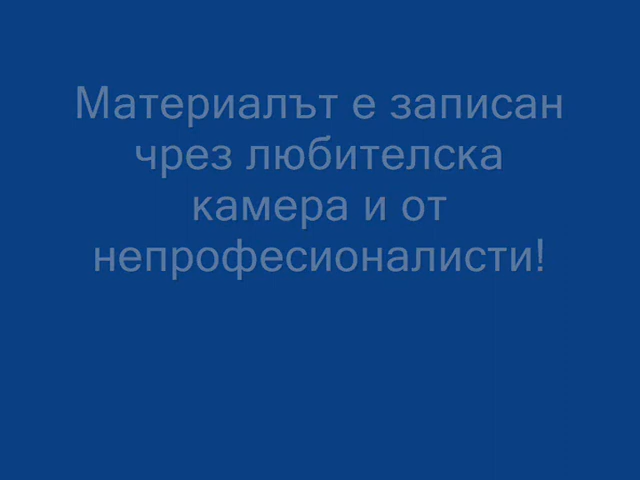 Материалът е записан
чрез любителска
камера и от
непрофесионалисти!